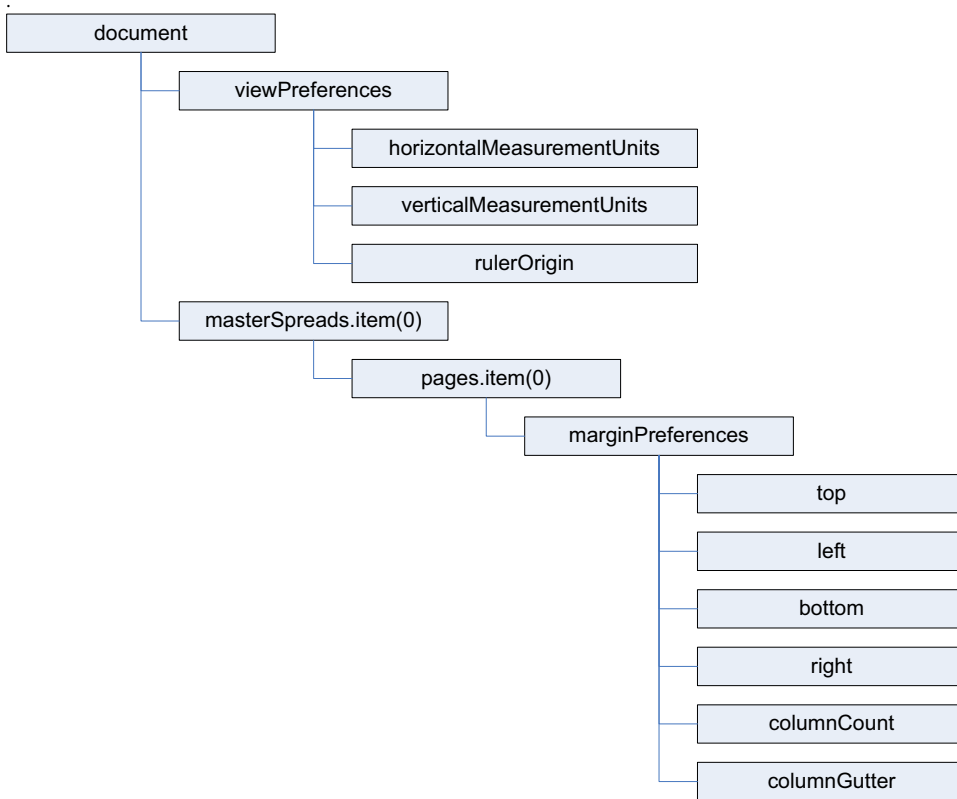 .
document
viewPreferences
horizontalMeasurementUnits
verticalMeasurementUnits
rulerOrigin
masterSpreads.item(0)
pages.item(0)
marginPreferences
top
left
bottom
right
columnCount
columnGutter